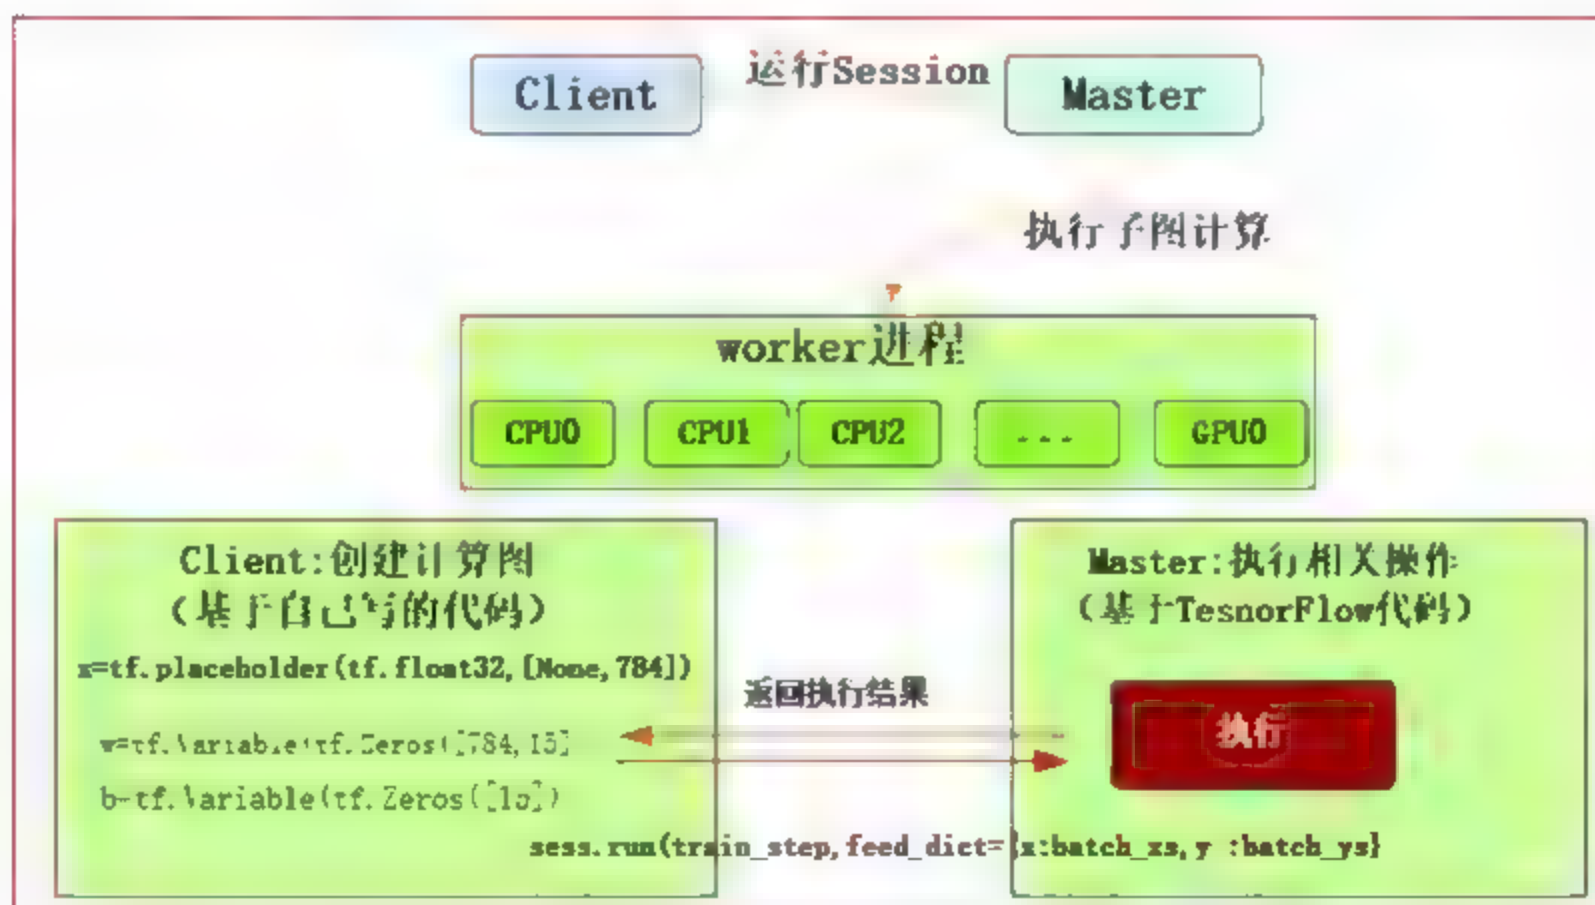 Client
运行Session
Master
执行子图计算
worker进程
CPU0
CPU1
CPU2
...
GPU0
Client:创建计算图
(基于自己写的代码)
x=tf.placeholder(tf.float32,[None,784])
w=tf.Variable(tf.Zeros([784,15]
b=tf.Variable(tf.Zeros([15])
Master:执行相关操作
(基于TesnorFlow代码)
返回执行结果
执行
sess.run(train_step,feed_dict={x:batch_xs,y :batch_ys}